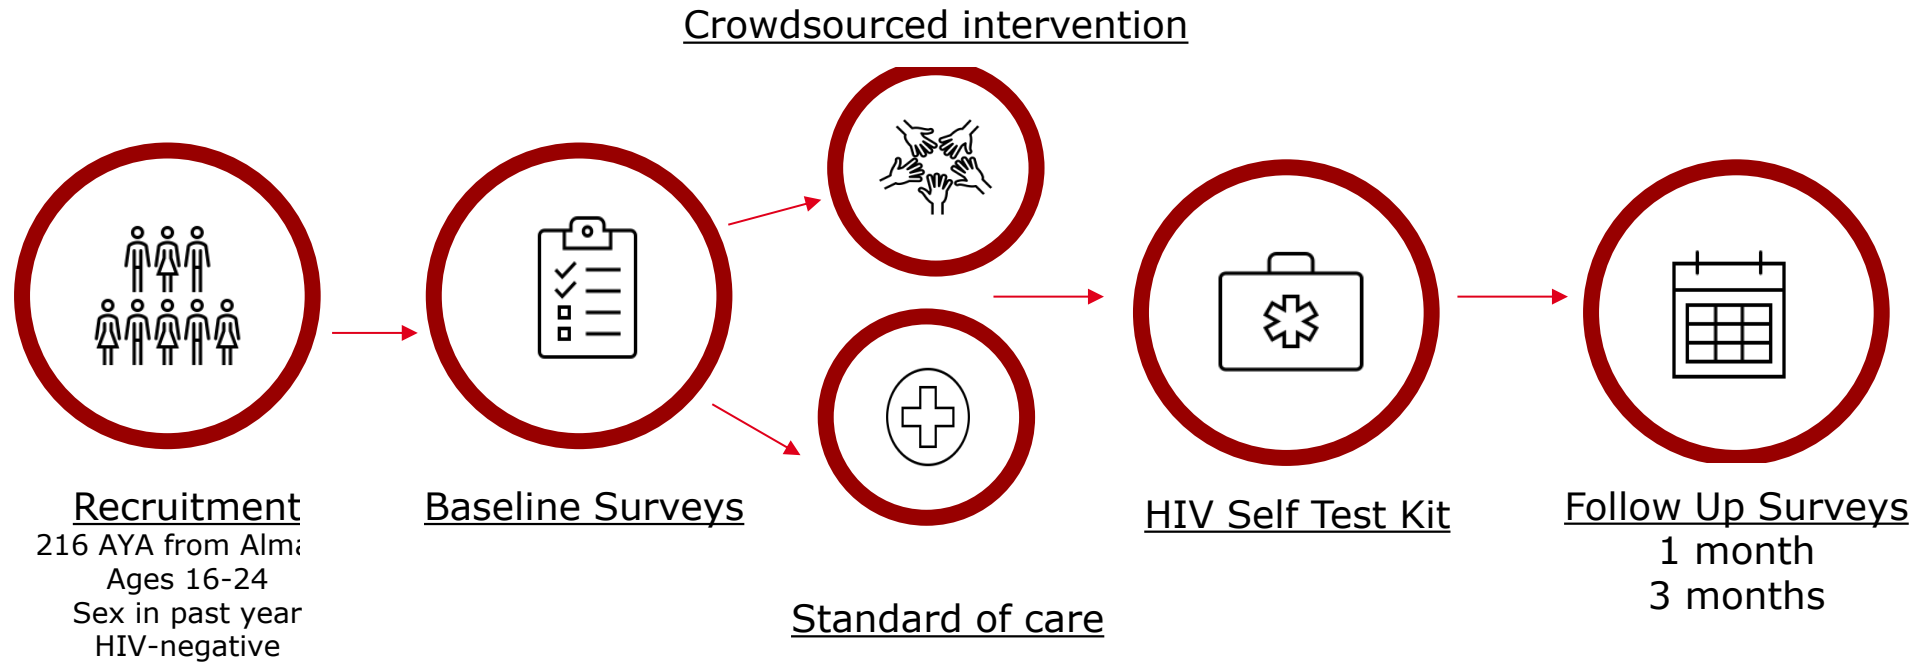 Crowdsourced intervention
Recruitment
216 AYA from
Ages 16-24
Sex in past year
HIV-negative
Baseline Surveys
Standard of care
HIV Self Test Kit
Follow Up Surveys
1 month
3 months